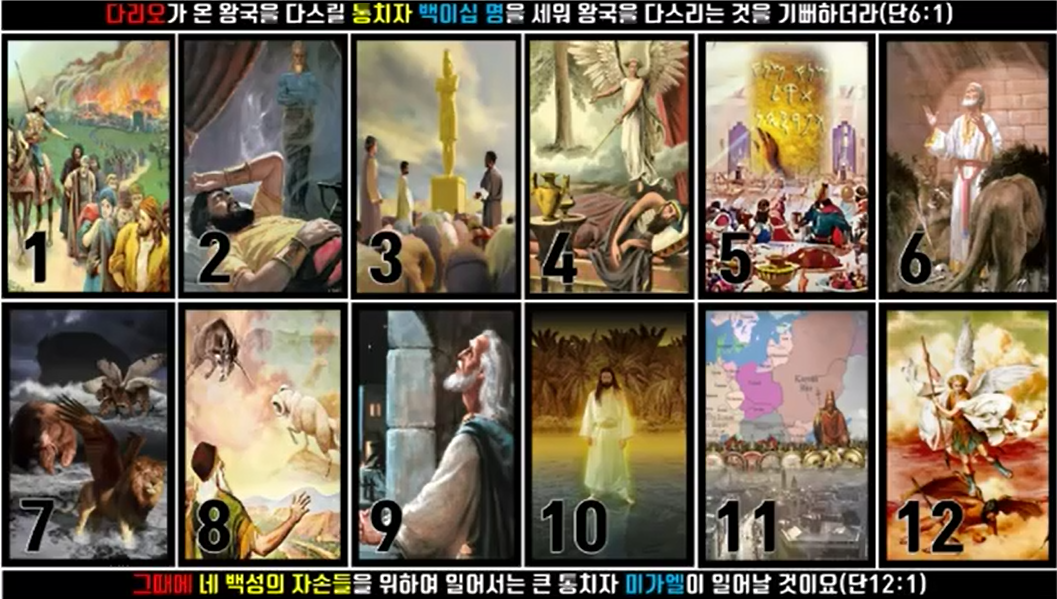 다리오가 온 왕국을 다스릴 통치자 백이십 명을 세워 왕국을 다스리는 것을 기뻐하더라(단6:1)
1 2 3 4 5 6
7 8 9 10 11 12
그때에 네 백성의 자손들을 위하여 일어서는 큰 통치자 미가엘이 일어날 것이요(단12:1)